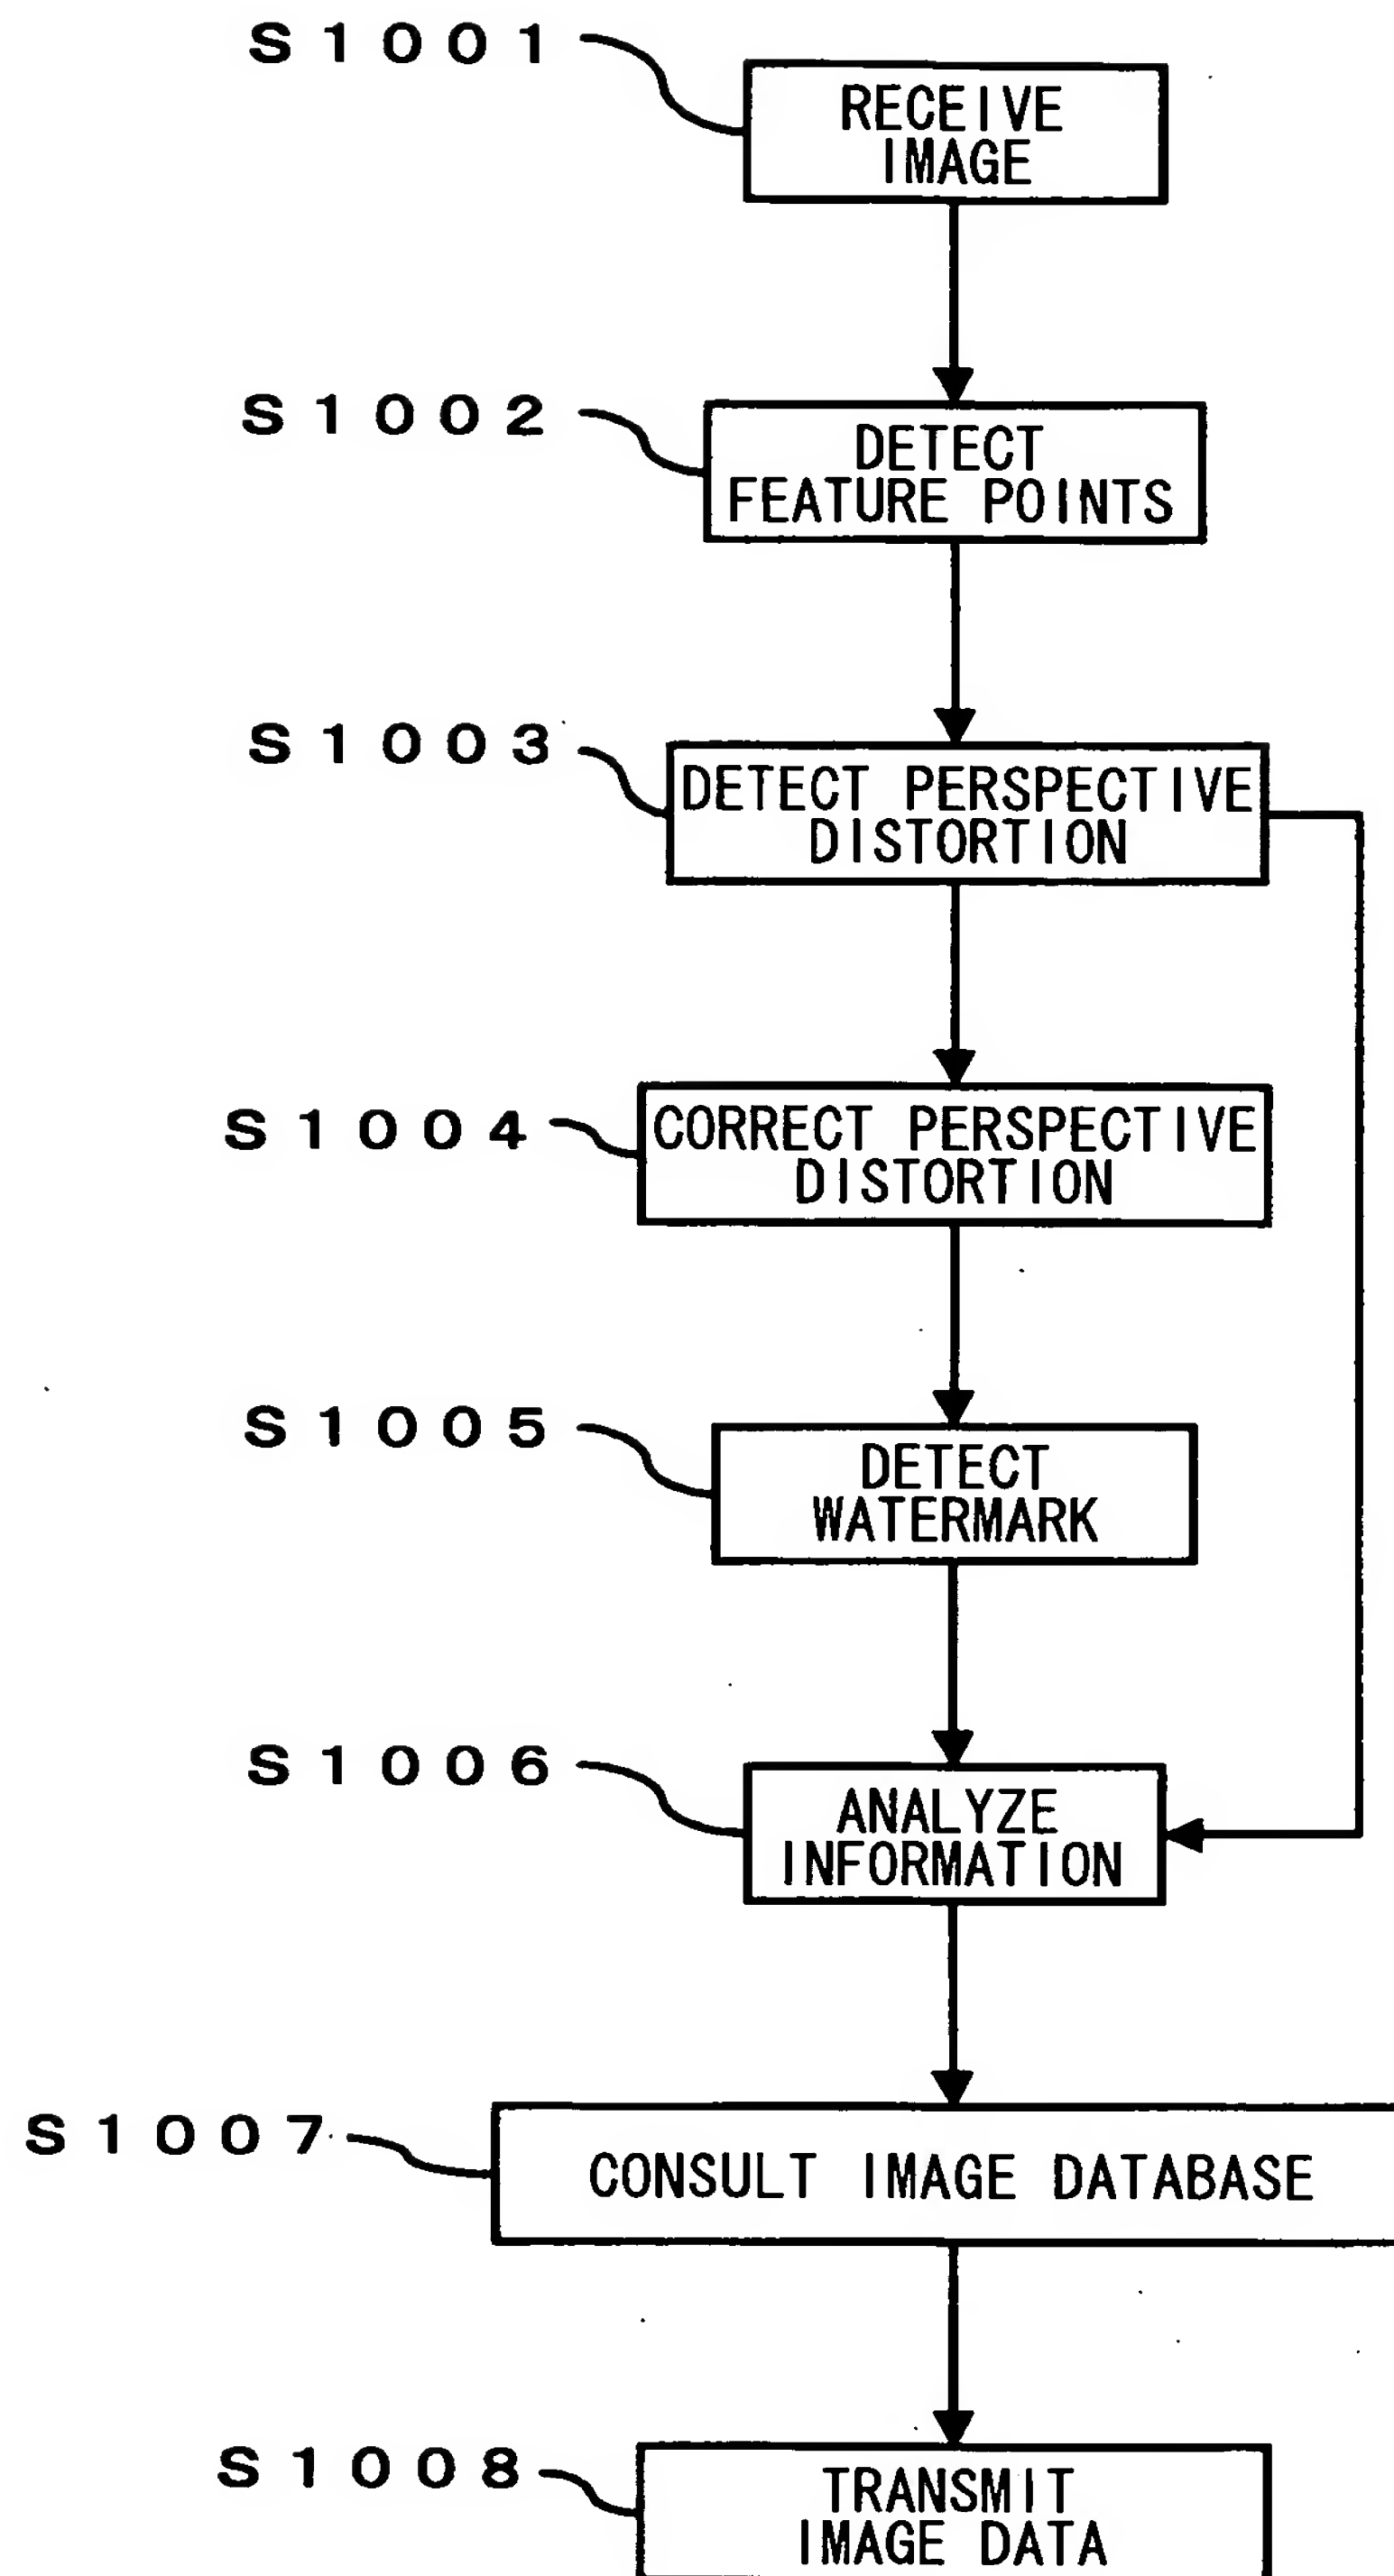 S1001
RECEIVE
IMAGE
S1002
DETECT
FEATURE POINTS
S1003
DETECT PERSPECTIVE
DISTORTION
S1004
CORRECT PERSPECTIVE
DISTORTION
S1005
DETECT
WATERMARK
S1006
ANALYZE
INFORMATION
S1007
CONSULT IMAGE DATABASE
S1008
TRANSMIT
IMAGE DATA